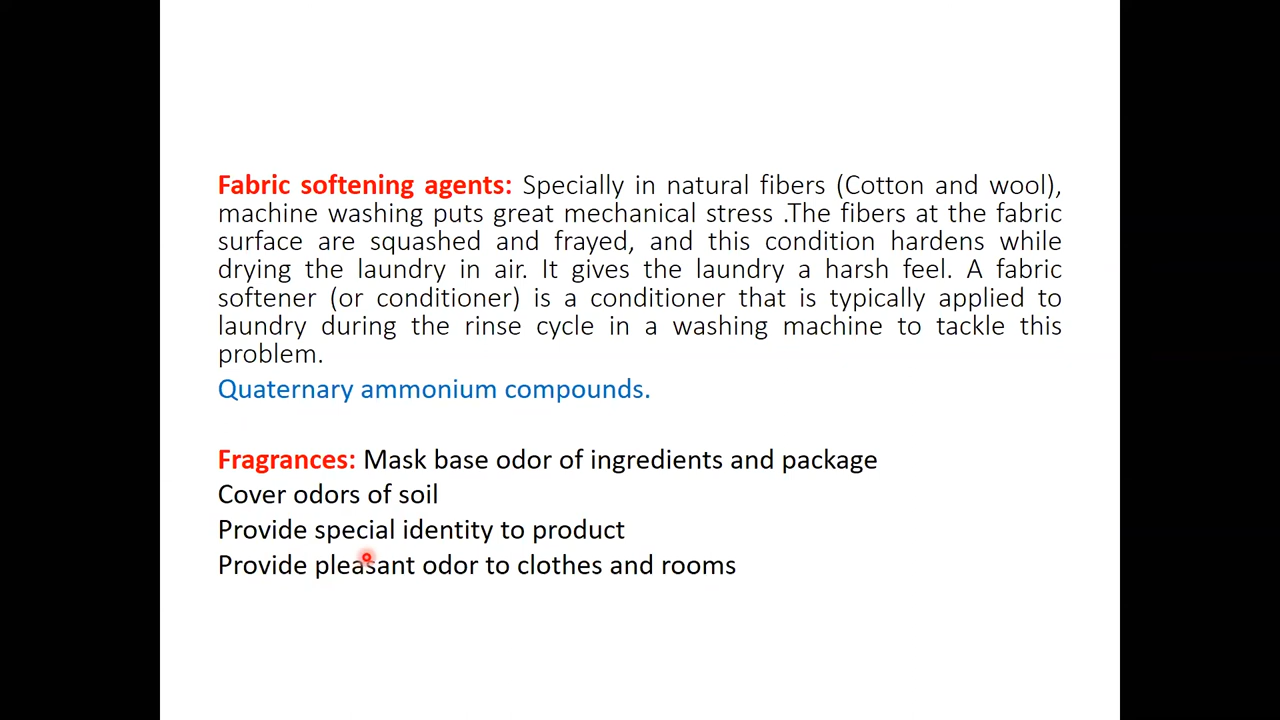 Fabric softening agents: Specially in natural fibers (Cotton and wool),
machine washing puts great mechanical stress .The fibers at the fabric
surface are squashed and frayed, and this condition hardens while
drying the laundry in air. It gives the laundry a harsh feel. A fabric
softener (or conditioner) is a conditioner that is typically applied to
laundry during the rinse cycle in a washing machine to tackle this
problem.
Quaternary ammonium compounds.
Fragrances: Mask base odor of ingredients and package
Cover odors of soil
Provide special identity to product
Provide pleasant odor to clothes and rooms